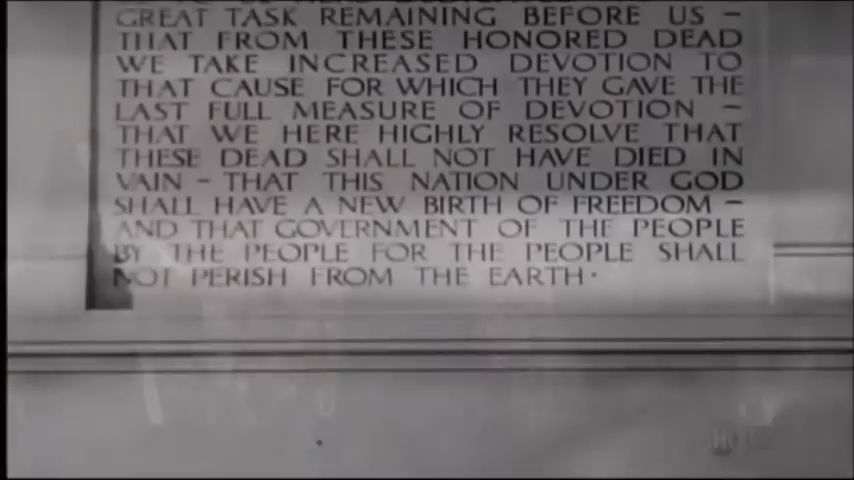 GREAT TASK REMAINING BEFORE US –
THAT FROM THESE HONORED DEAD
WE TAKE INCREASED DEVOTION TO
THAT CAUSE FOR WHICH THEY GAVE THE
LAST FULL MEASURE OF DEVOTION –
THAT WE HERE HIGHLY RESOLVE THAT
THESE DEAD SHALL NOT HAVE DIED IN
VAIN – THAT THIS NATION UNDER GOD
SHALL HAVE A NEW BIRTH OF FREEDOM –
AND THAT GOVERNMENT OF THE PEOPLE
BY THE PEOPLE FOR THE PEOPLE SHALL
NOT PERISH FROM THE EARTH ·